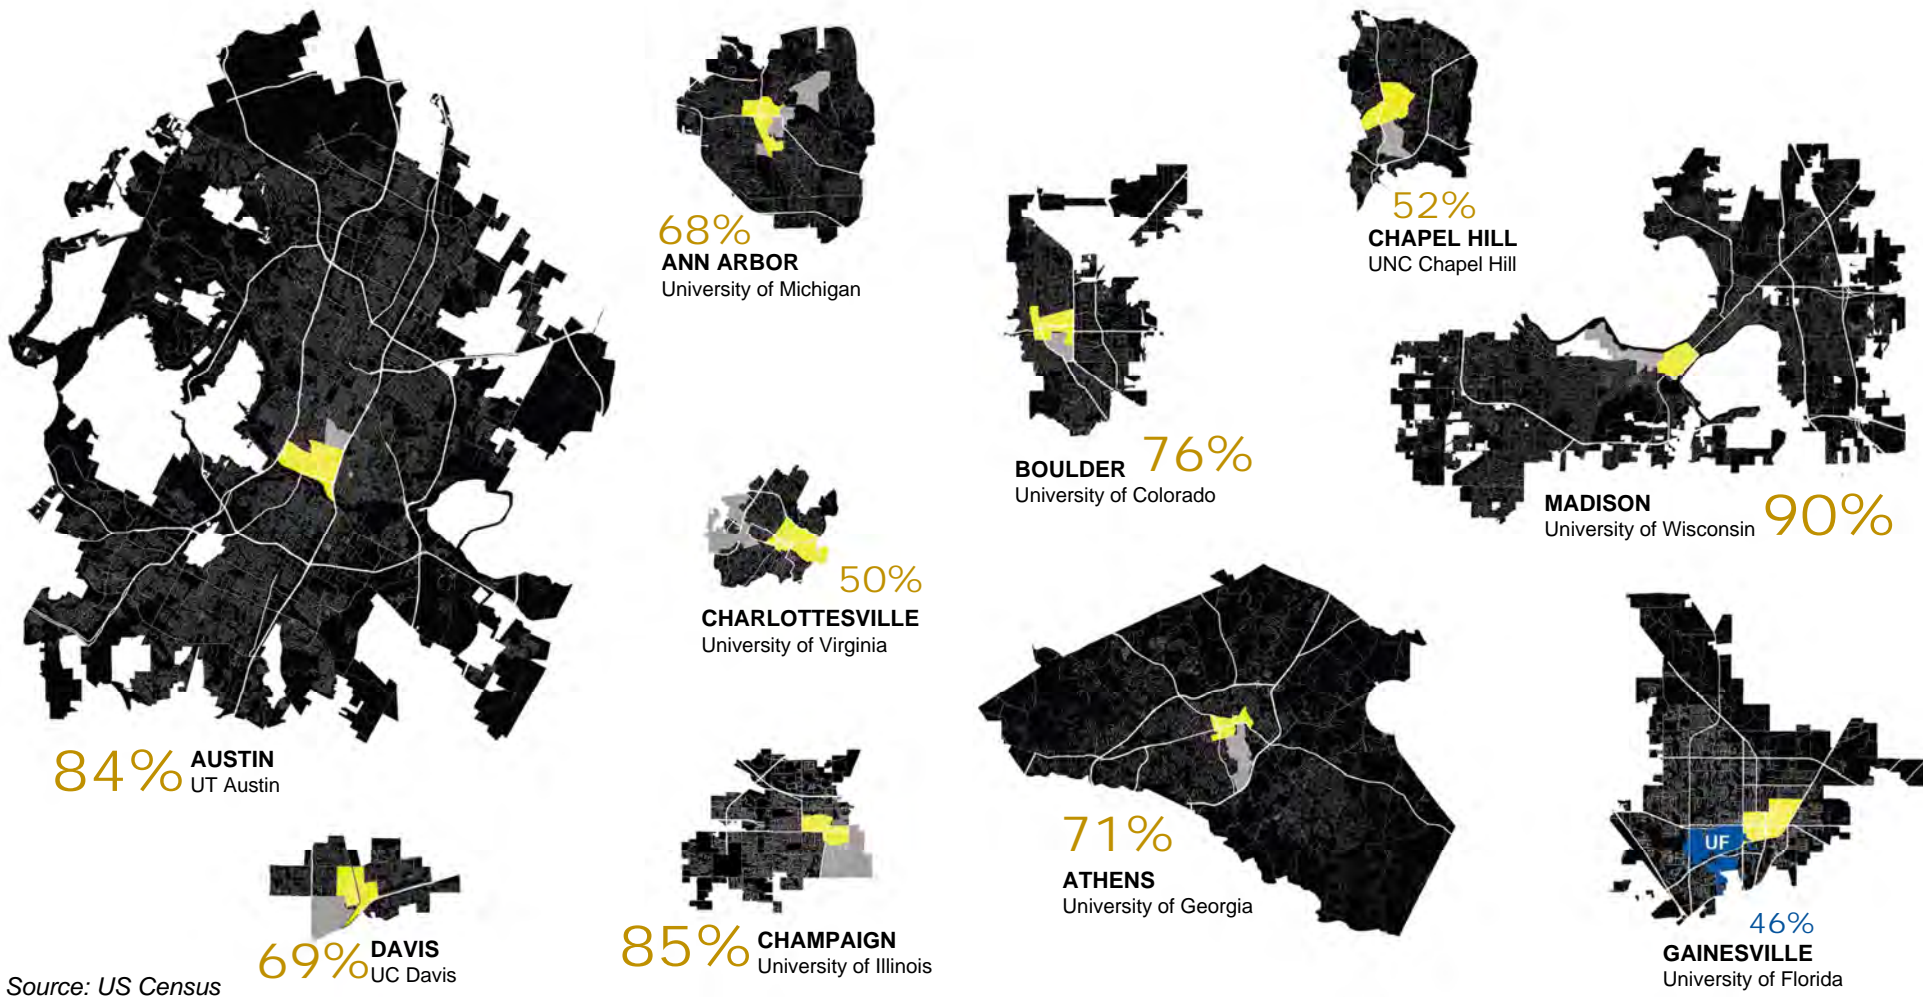 68%
ANN ARBOR
University of Michigan
52%
CHAPEL HILL
UNC Chapel Hill
BOULDER 76%
University of Colorado
MADISON
University of Wisconsin 90%
50%
CHARLOTTESVILLE
University of Virginia
84% AUSTIN
UT Austin
71%
ATHENS
University of Georgia
UF
46%
GAINESVILLE
University of Florida
69% DAVIS
UC Davis
85% CHAMPAIGN
University of Illinois
Source: US Census